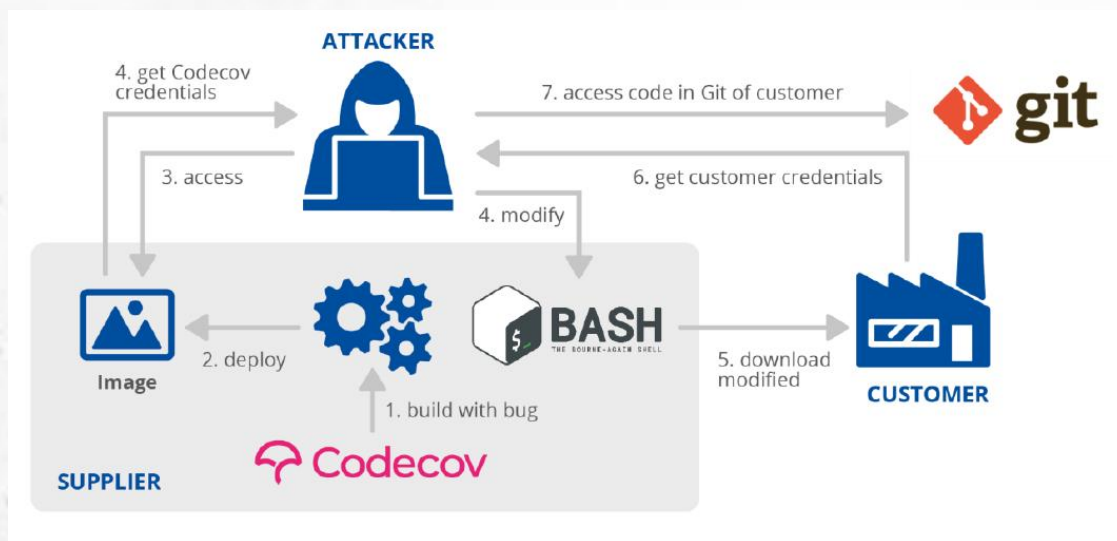 ATTACKER
4. get Codecov
credentials
7. access code in Git of customer
git
3. access
6. get customer credentials
4. modify
$_
BASH
THE BOURNE-AGAIN SHELL
2. deploy
Image
5. download
modified
CUSTOMER
1. build with bug
Codecov
SUPPLIER